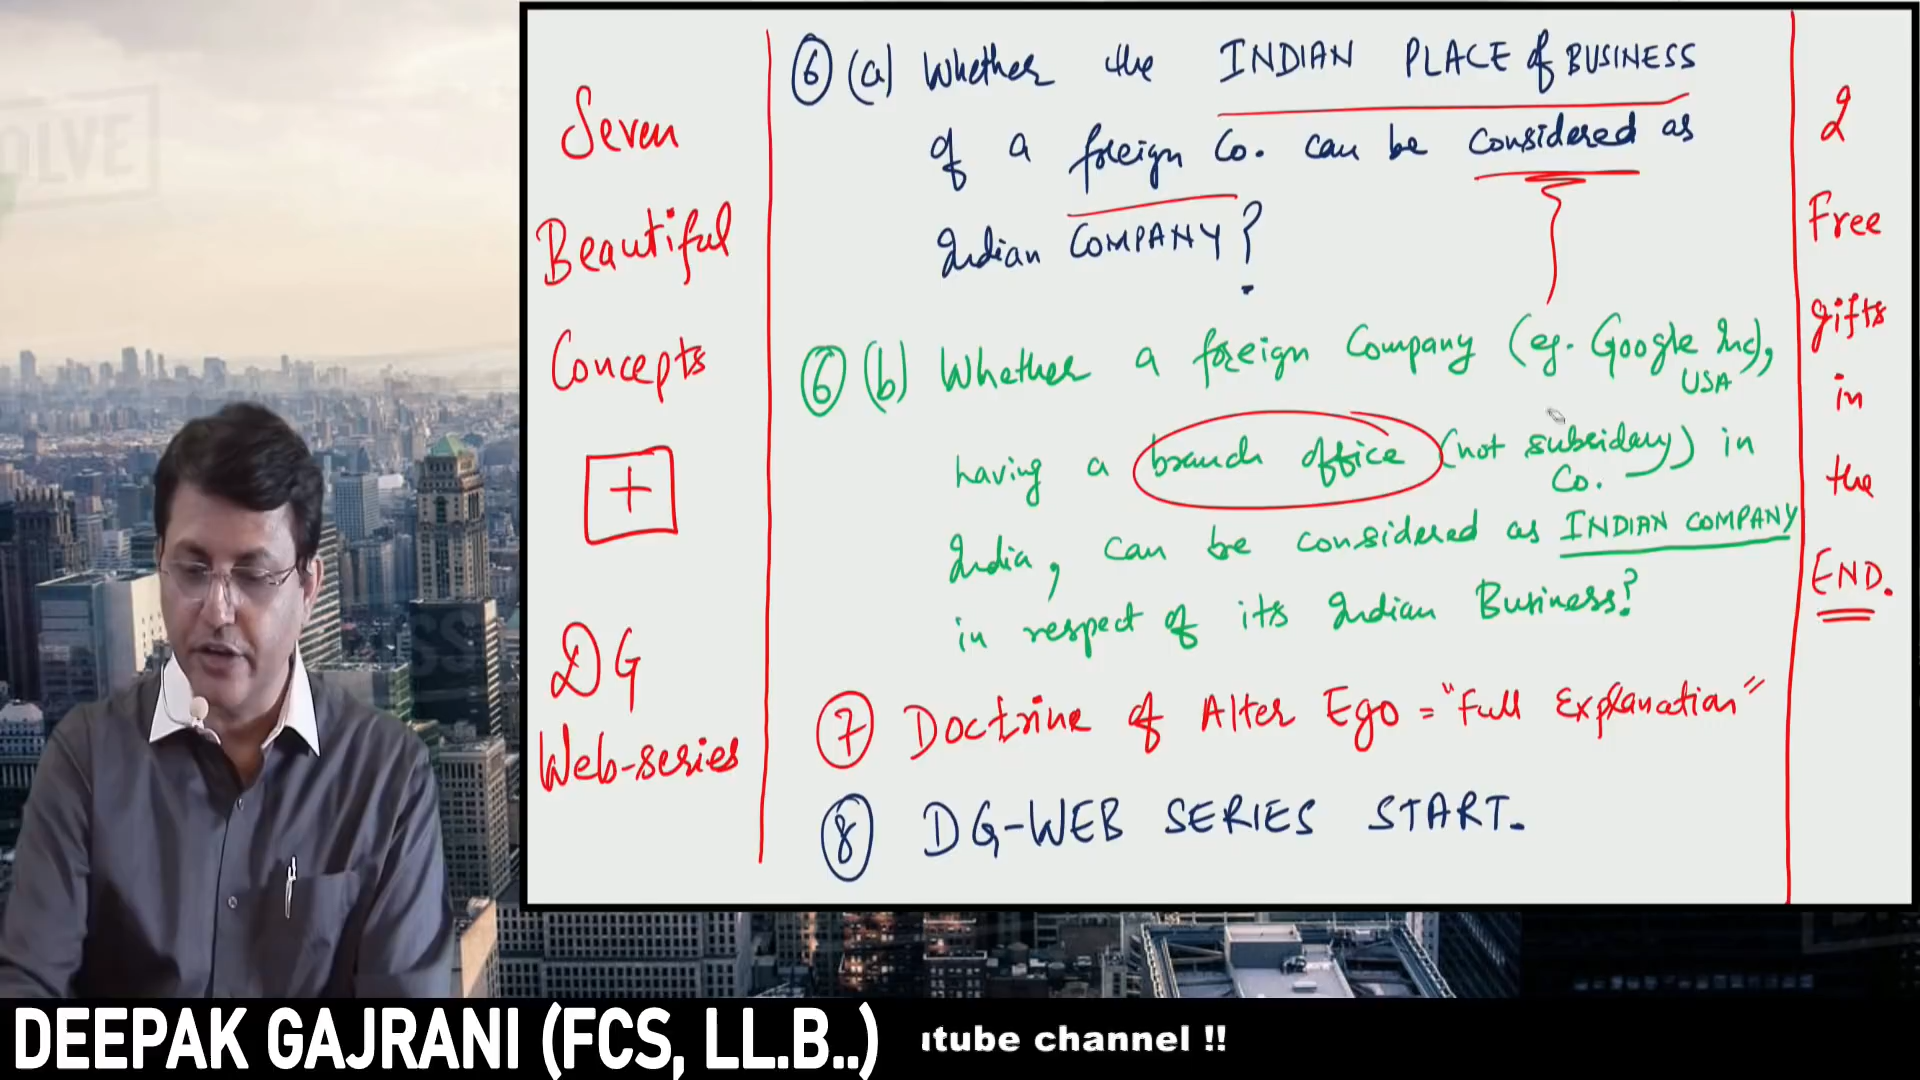 OLVE
Seven
Beautiful
Concepts
+
DG
Web-series
⑥ (a) Whether the INDIAN PLACE of BUSINESS
of a foreign Co. can be considered as
Indian COMPANY?
⑥ (b) Whether a foreign Company (eg. Google Inc),
USA
having a branch office (not subsidary) in
Co.
India, can be considered as INDIAN COMPANY
in respect of its Indian Business?
⑦ Doctrine of Alter Ego = "Full Explanation"
⑧ DG-WEB SERIES START.
2
Free
gifts
in
the
END.
DEEPAK GAJRANI (FCS, LL.B..)
utube channel !!